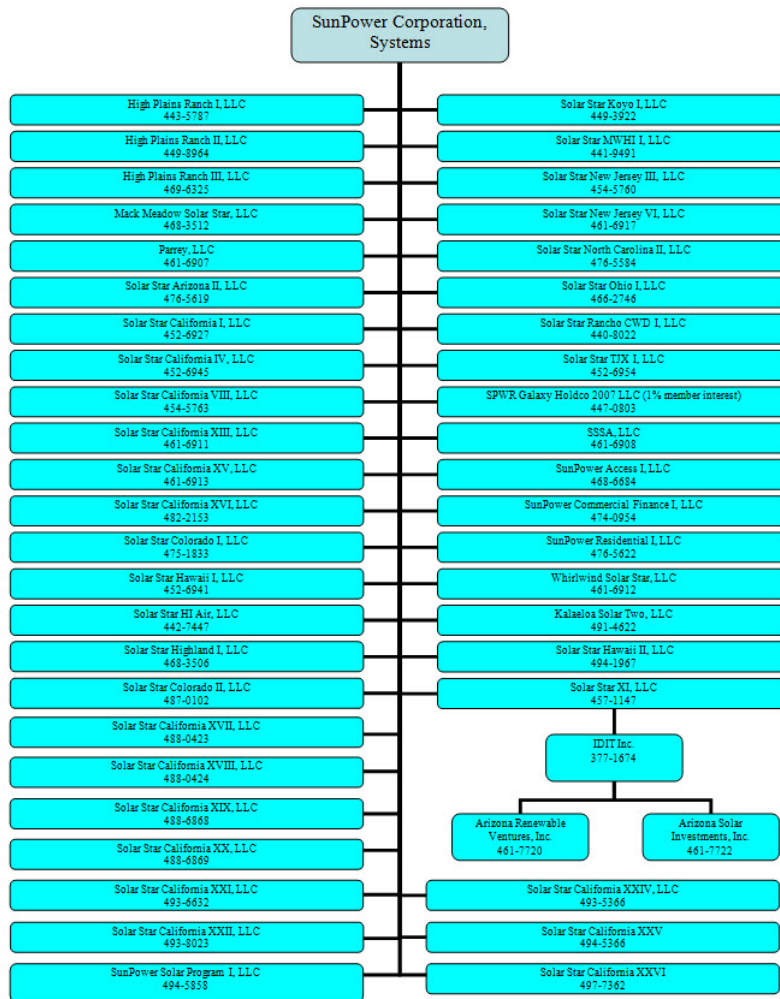 SunPower Corporation,
Systems
High Plains Ranch I, LLC
443-5787
High Plains Ranch II, LLC
449-8964
High Plains Ranch III, LLC
469-6325
Mack Meadow Solar Star, LLC
468-3512
Parrey, LLC
461-6907
Solar Star Arizona II, LLC
476-5619
Solar Star California I, LLC
452-6927
Solar Star California IV, LLC
452-6945
Solar Star California VIII, LLC
454-5763
Solar Star California XIII, LLC
461-6911
Solar Star California XV, LLC
461-6913
Solar Star California XVI, LLC
482-2153
Solar Star Colorado I, LLC
475-1833
Solar Star Hawaii I, LLC
452-6941
Solar Star HI Air, LLC
442-7447
Solar Star Highland I, LLC
468-3506
Solar Star Colorado II, LLC
487-0102
Solar Star California XVII, LLC
488-0423
Solar Star California XVIII, LLC
488-0424
Solar Star California XIX, LLC
488-6868
Solar Star California XX, LLC
488-6869
Solar Star California XXI, LLC
493-6632
Solar Star California XXII, LLC
493-8023
SunPower Solar Program I, LLC
494-5858
Solar Star Koyo I, LLC
449-3922
Solar Star MWHI I, LLC
441-9491
Solar Star New Jersey III, LLC
454-5760
Solar Star New Jersey VI, LLC
461-6917
Solar Star North Carolina II, LLC
476-5584
Solar Star Ohio I, LLC
466-2746
Solar Star Rancho CWD I, LLC
440-8022
Solar Star TJX I, LLC
452-6954
SPWR Galaxy Holdco 2007 LLC (1% member interest)
447-0803
SSSA, LLC
461-6908
SunPower Access I, LLC
468-6684
SunPower Commercial Finance I, LLC
474-0954
SunPower Residential I, LLC
476-5622
Whirlwind Solar Star, LLC
461-6912
Kalaeloa Solar Two, LLC
491-4622
Solar Star Hawaii II, LLC
494-1967
Solar Star XI, LLC
457-1147
IDIT Inc.
377-1674
Arizona Renewable
Ventures, Inc.
461-7720
Arizona Solar
Investments, Inc.
461-7722
Solar Star California XXIV, LLC
493-5366
Solar Star California XXV
494-5366
Solar Star California XXVI
497-7362